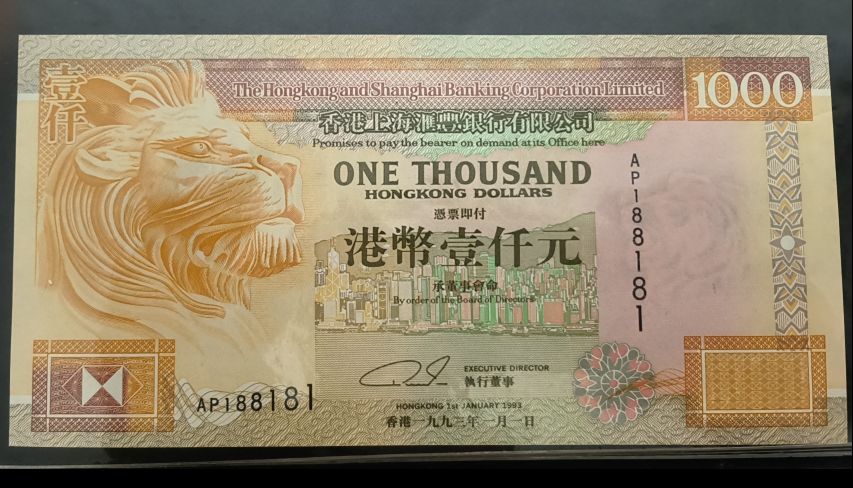 壹仟
The Hongkong and Shanghai Banking Corporation Limited
1000
香港上海滙豐銀行有限公司
Promises to pay the bearer on demand at its Office here
ONE THOUSAND
HONGKONG DOLLARS
憑票即付
港幣壹仟元
承董事會命
By order of the Board of Directors
AP188181
EXECUTIVE DIRECTOR
執行董事
AP188181
HONGKONG 1st JANUARY 1993
香港一九九三年一月一日